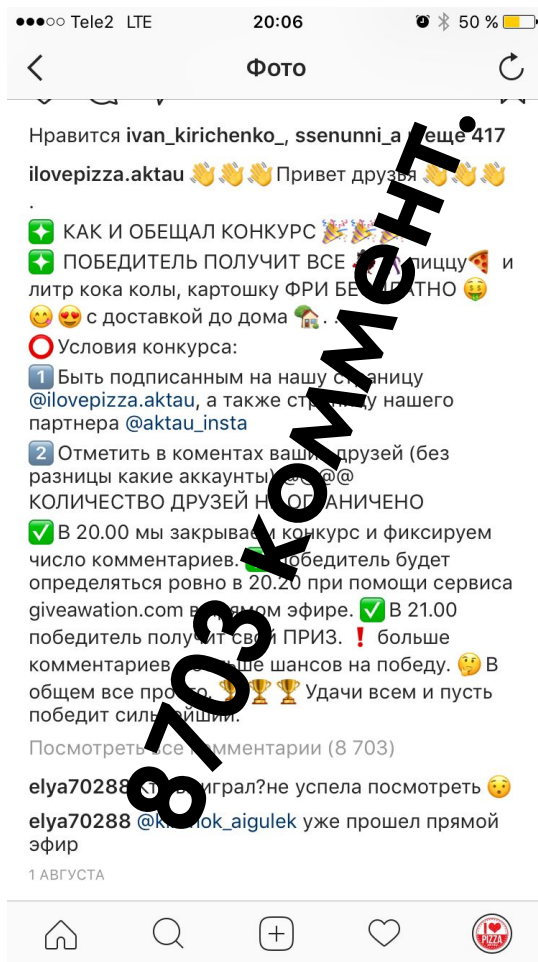 Tele2 LTE 20:06 50 %
Фото
Нравится ivan_kirichenko_, ssenunni_a и еще 417
ilovepizza.aktau 👋👋👋Привет друзья 👋👋👋
.
❇️ КАК И ОБЕЩАЛ КОНКУРС 🎉🎉🎉
❇️ ПОБЕДИТЕЛЬ ПОЛУЧИТ ВСЕ пиццу🍕 и
литр кока колы, картошку ФРИ БЕСПЛАТНО 🤑
😋😍с доставкой до дома 🏡. .
⭕Условия конкурса:
1️⃣Быть подписанным на нашу страницу
@ilovepizza.aktau, а также страницу нашего
партнера @aktau_insta
2️⃣Отметить в коментах ваших друзей (без
разницы какие аккаунты) @@@@
КОЛИЧЕСТВО ДРУЗЕЙ НЕ ОГРАНИЧЕНО
✅В 20.00 мы закрываем конкурс и фиксируем
число комментариев. ✅Победитель будет
определяться ровно в 20.20 при помощи сервиса
giveawation.com в прямом эфире. ✅В 21.00
победитель получит свой ПРИЗ. ❗ больше
комментариев больше шансов на победу. 🤔В
общем все просто. 🏆🏆🏆Удачи всем и пусть
победит сильнейший.
Посмотреть все комментарии (8 703)
elya70288 Кто выиграл?не успела посмотреть 😯
elya70288 уже прошел прямой
эфир
1 АВГУСТА
8703 коммент.
I ❤ PIZZA